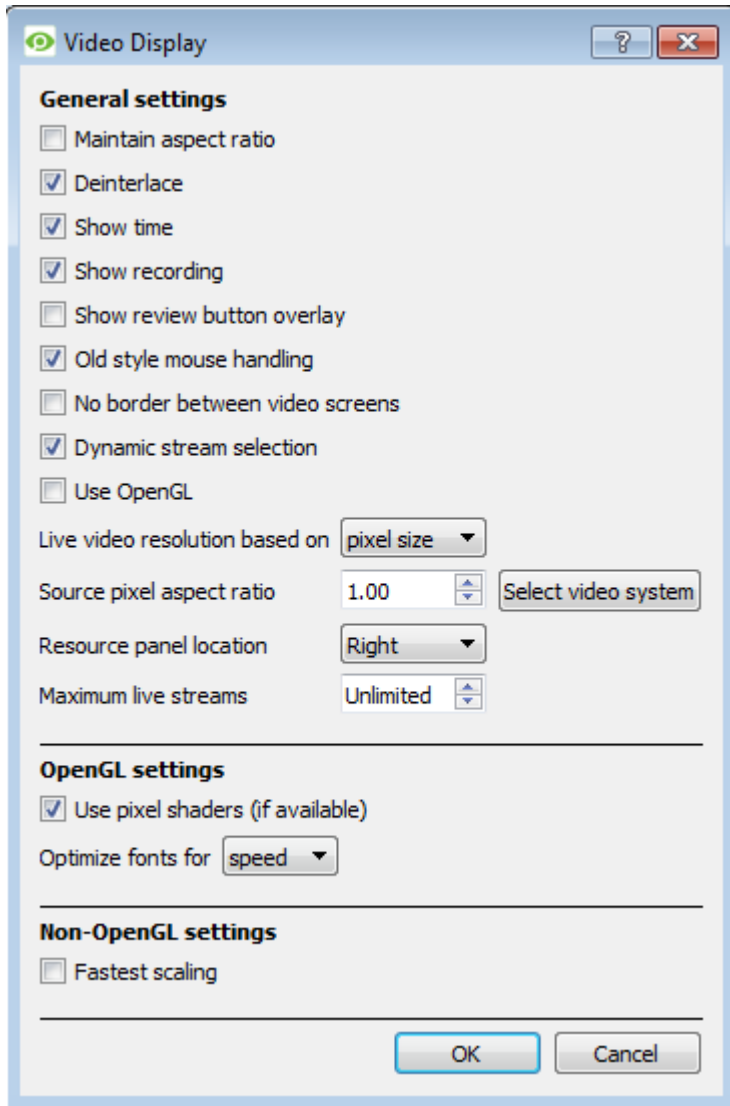 Video Display
General settings
Maintain aspect ratio
Deinterlace
Show time
Show recording
Show review button overlay
Old style mouse handling
No border between video screens
Dynamic stream selection
Use OpenGL
Live video resolution based on pixel size
Source pixel aspect ratio 1.00 Select video system
Resource panel location Right
Maximum live streams Unlimited
OpenGL settings
Use pixel shaders (if available)
Optimize fonts for speed
Non-OpenGL settings
Fastest scaling
OK Cancel